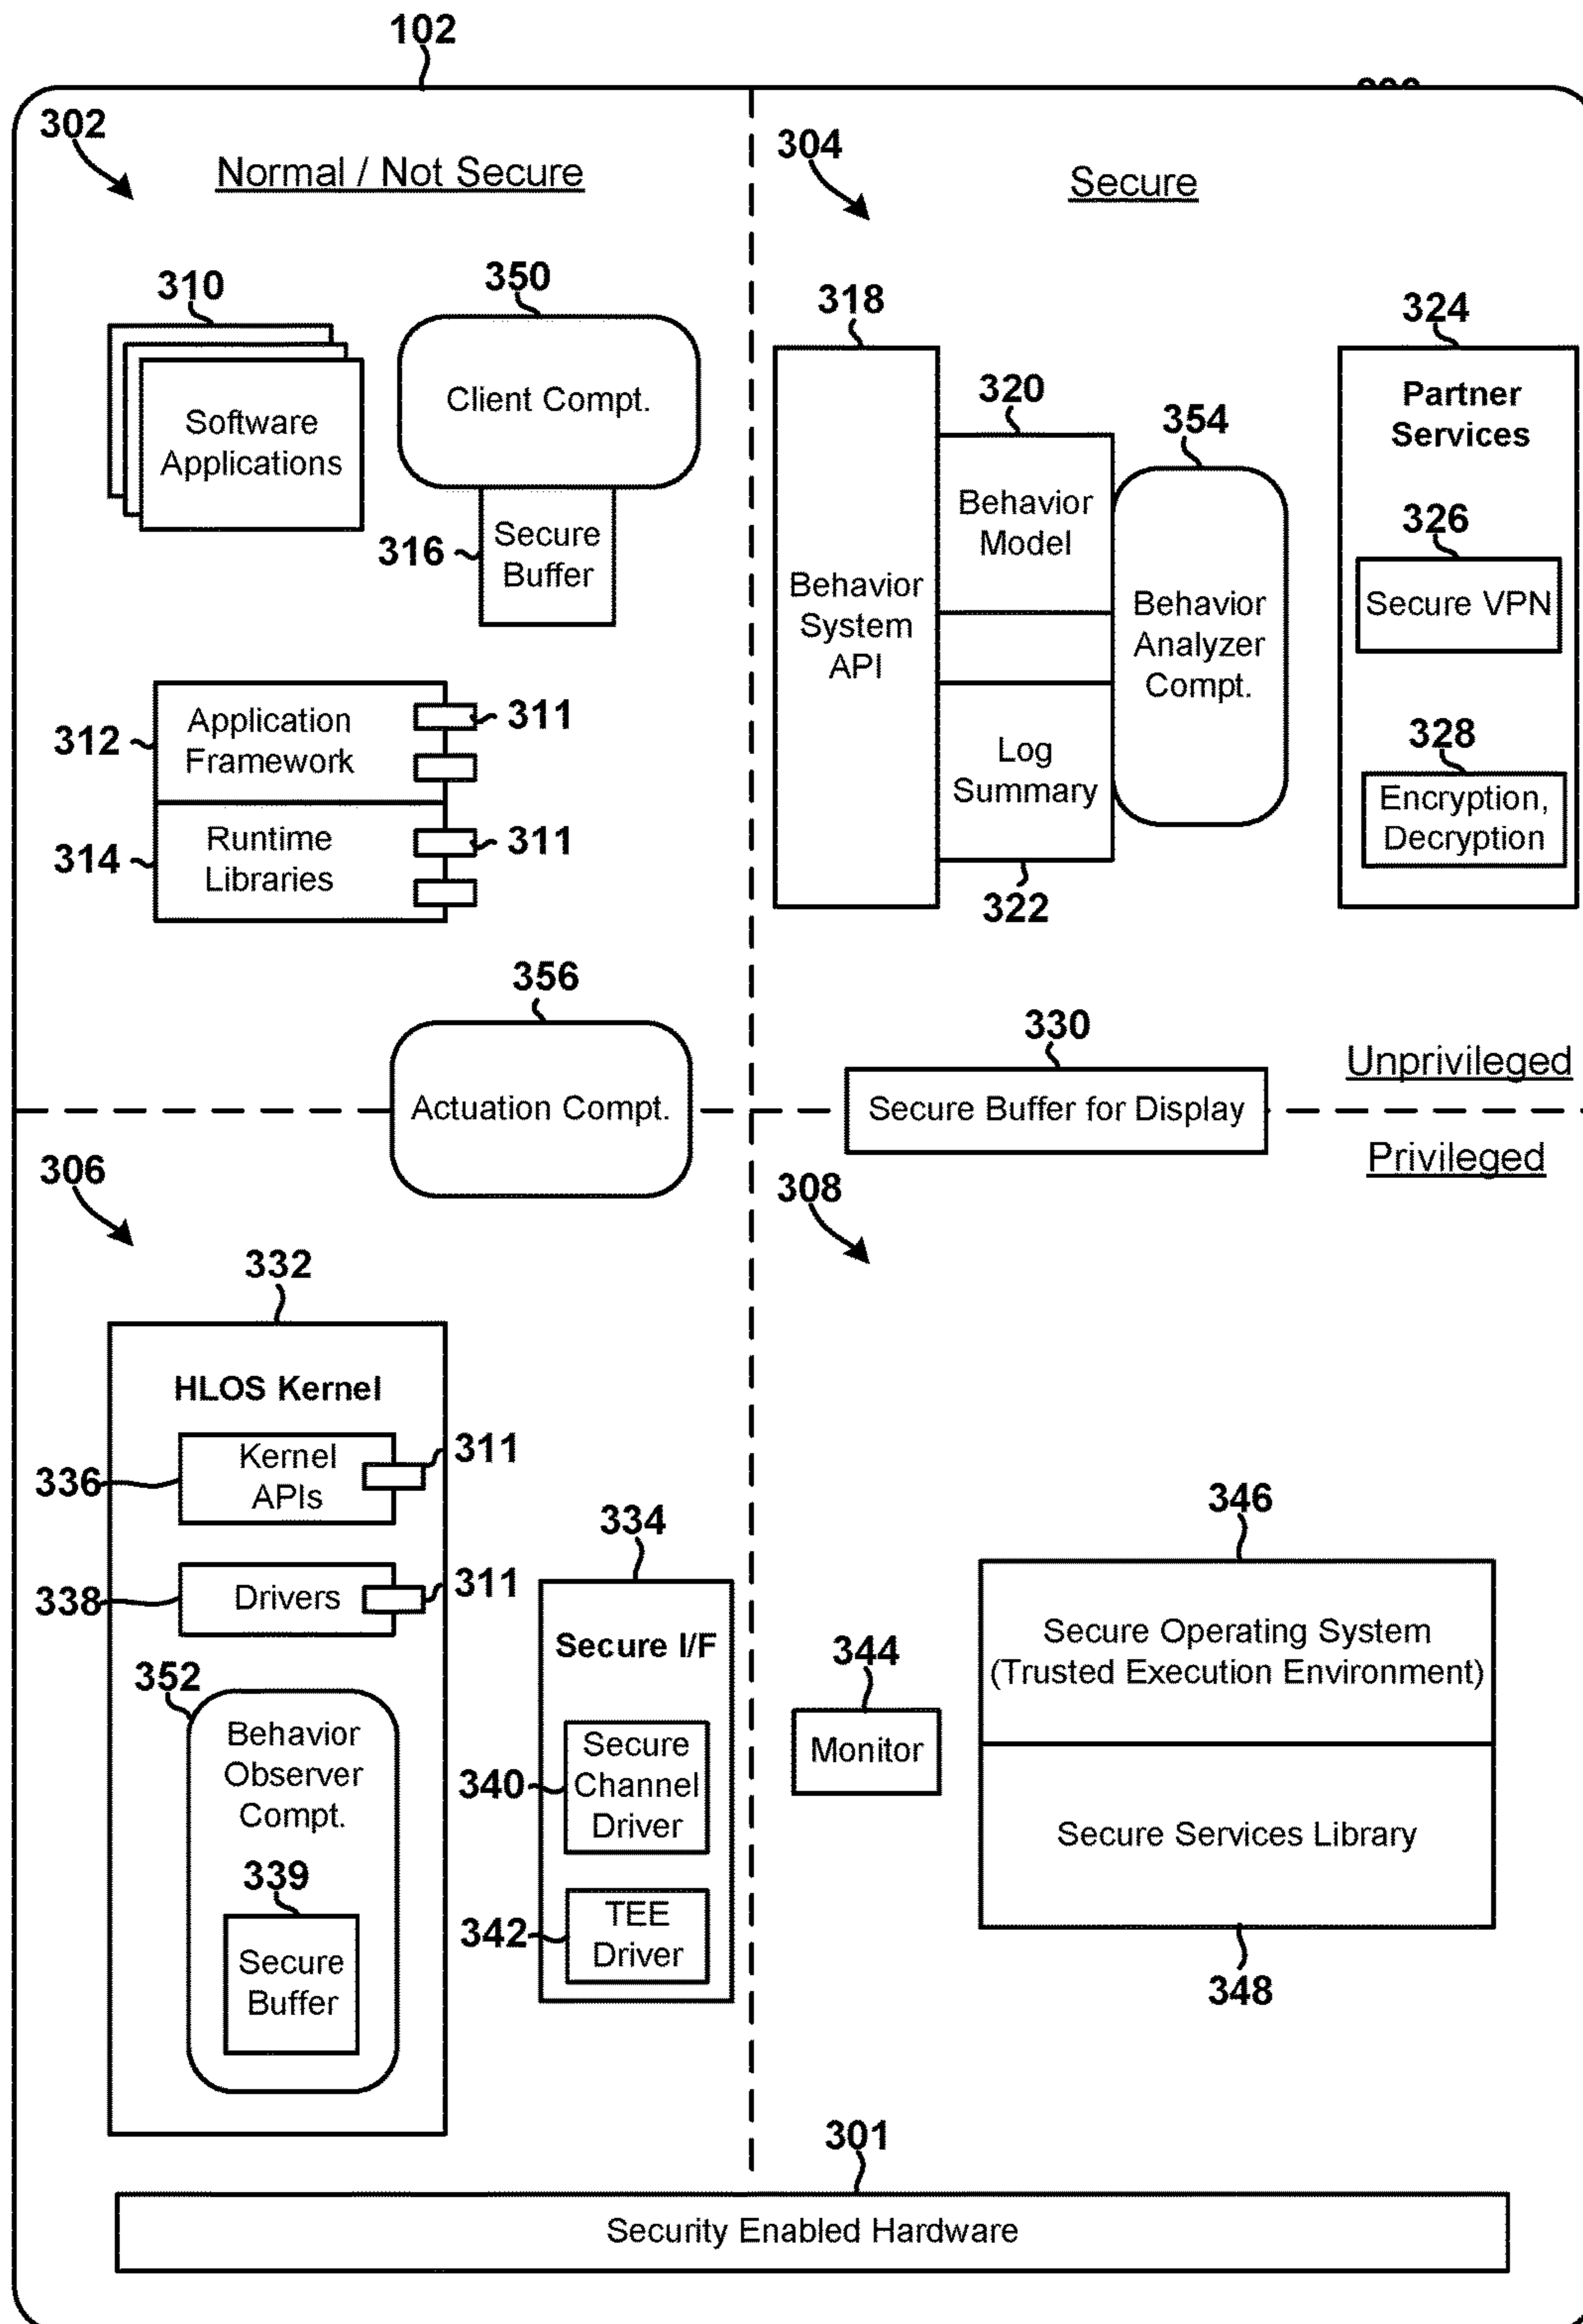 102
302
Normal / Not Secure
304
Secure
310
Software
Applications
350
Client Compt.
316
Secure
Buffer
312
Application
Framework
311
314
Runtime
Libraries
311
318
Behavior
System
API
320
Behavior
Model
354
Behavior
Analyzer
Compt.
Log
Summary
322
324
Partner
Services
326
Secure VPN
328
Encryption,
Decryption
356
Actuation Compt.
330
Secure Buffer for Display
Unprivileged
Privileged
306
308
332
HLOS Kernel
336
Kernel
APIs
311
338
Drivers
311
352
Behavior
Observer
Compt.
339
Secure
Buffer
334
Secure I/F
340
Secure
Channel
Driver
342
TEE
Driver
344
Monitor
346
Secure Operating System
(Trusted Execution Environment)
Secure Services Library
348
301
Security Enabled Hardware